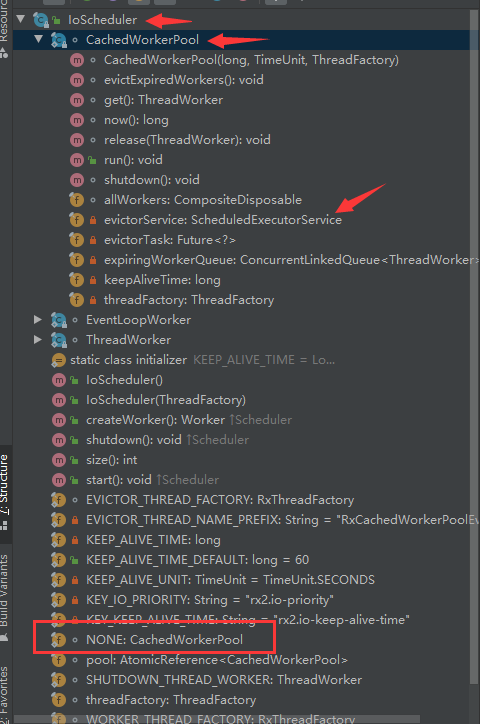 IoScheduler
CachedWorkerPool
CachedWorkerPool(long, TimeUnit, ThreadFactory)
evictExpiredWorkers(): void
get(): ThreadWorker
now(): long
release(ThreadWorker): void
run(): void
shutdown(): void
allWorkers: CompositeDisposable
evictorService: ScheduledExecutorService
evictorTask: Future<?>
expiringWorkerQueue: ConcurrentLinkedQueue<ThreadWorker>
keepAliveTime: long
threadFactory: ThreadFactory
EventLoopWorker
ThreadWorker
static class initializer KEEP_ALIVE_TIME = Lo...
IoScheduler()
IoScheduler(ThreadFactory)
createWorker(): Worker ↑Scheduler
shutdown(): void ↑Scheduler
size(): int
start(): void ↑Scheduler
EVICTOR_THREAD_FACTORY: RxThreadFactory
EVICTOR_THREAD_NAME_PREFIX: String = "RxCachedWorkerPoolEv
KEEP_ALIVE_TIME: long
KEEP_ALIVE_TIME_DEFAULT: long = 60
KEEP_ALIVE_UNIT: TimeUnit = TimeUnit.SECONDS
KEY_IO_PRIORITY: String = "rx2.io-priority"
KEY_KEEP_ALIVE_TIME: String = "rx2.io-keep-alive-time"
NONE: CachedWorkerPool
pool: AtomicReference<CachedWorkerPool>
SHUTDOWN_THREAD_WORKER: ThreadWorker
threadFactory: ThreadFactory
WORKER_THREAD_FACTORY: RxThreadFactory
Resourc
Z: Structure
Build Variants
2: Favorites